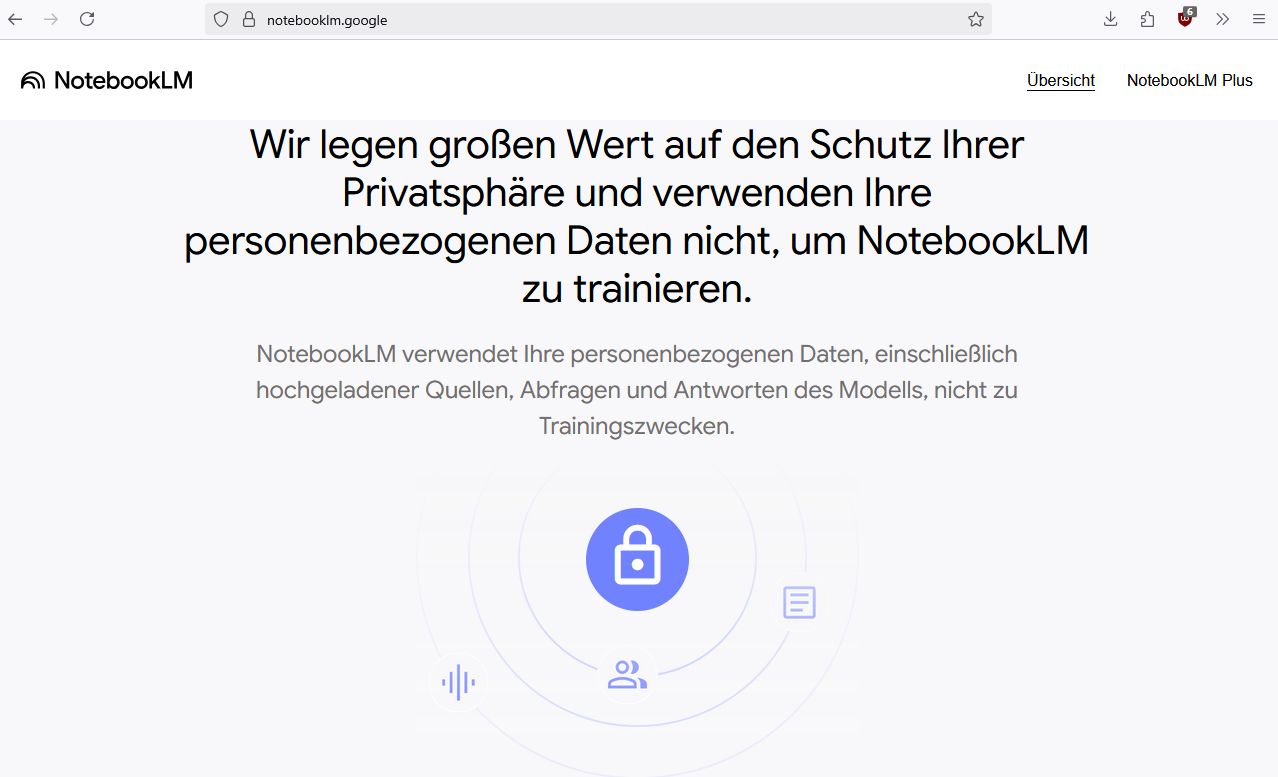 notebooklm.google
6
NotebookLM
Übersicht
NotebookLM Plus
Wir legen großen Wert auf den Schutz Ihrer
Privatsphäre und verwenden Ihre
personenbezogenen Daten nicht, um NotebookLM
zu trainieren.
NotebookLM verwendet Ihre personenbezogenen Daten, einschließlich
hochgeladener Quellen, Abfragen und Antworten des Modells, nicht zu
Trainingszwecken.